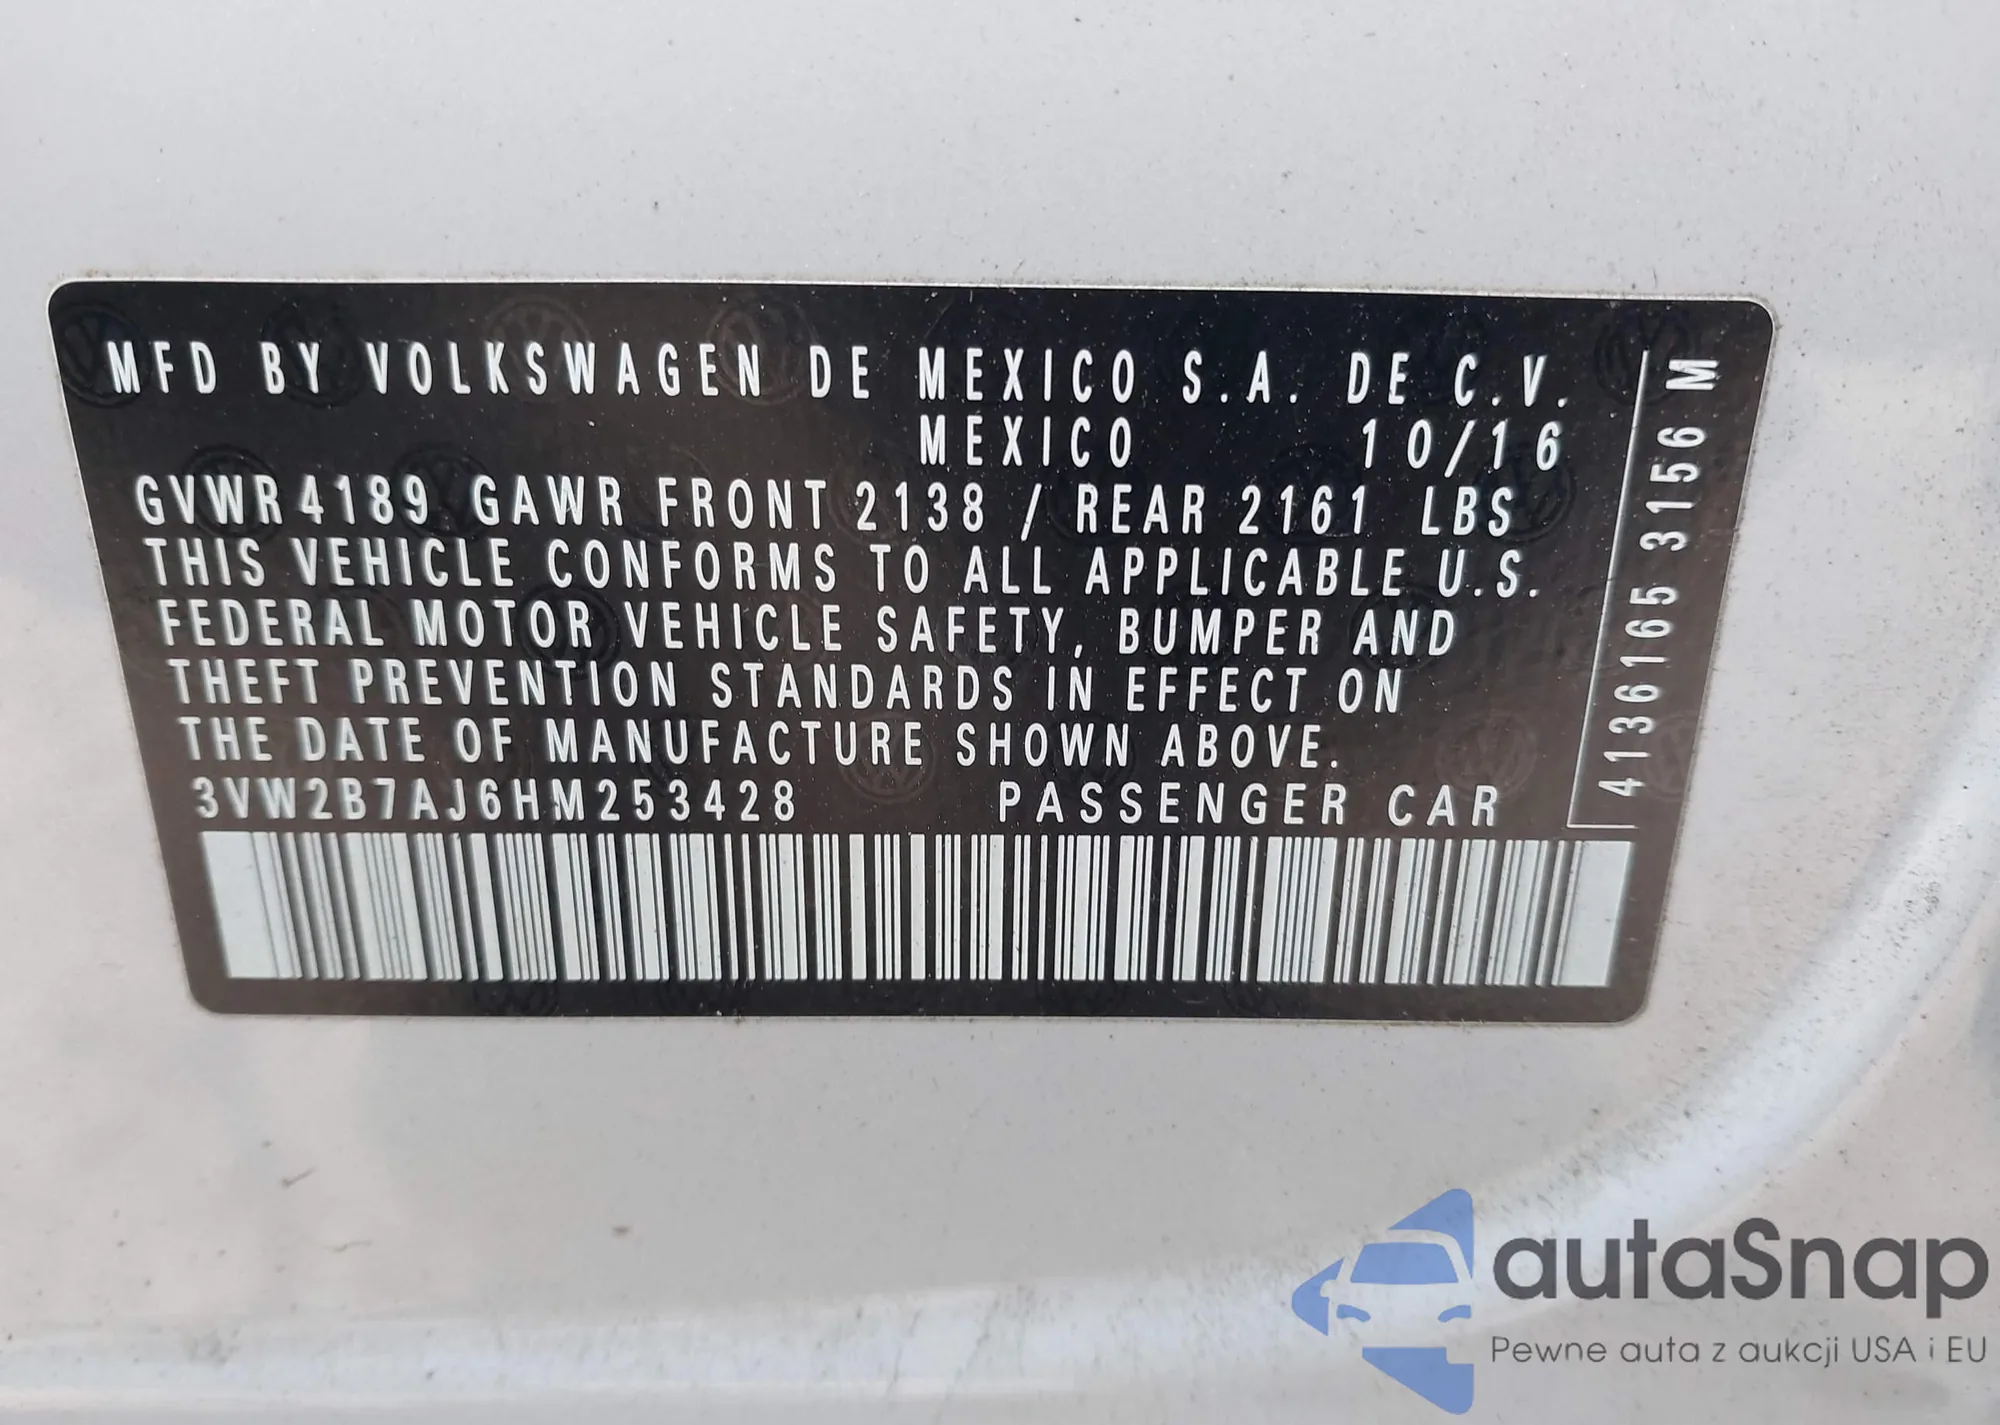 MFD BY VOLKSWAGEN DE MEXICO S.A. DE C.V.
MEXICO 10/16
GVWR 4189 GAWR FRONT 2138 / REAR 2161 LBS
THIS VEHICLE CONFORMS TO ALL APPLICABLE U.S.
FEDERAL MOTOR VEHICLE SAFETY, BUMPER AND
THEFT PREVENTION STANDARDS IN EFFECT ON
THE DATE OF MANUFACTURE SHOWN ABOVE.
3VW2B7AJ6HM253428 PASSENGER CAR
4136165 3156 M
autaSnap
Pewne auta z aukcji USA i EU